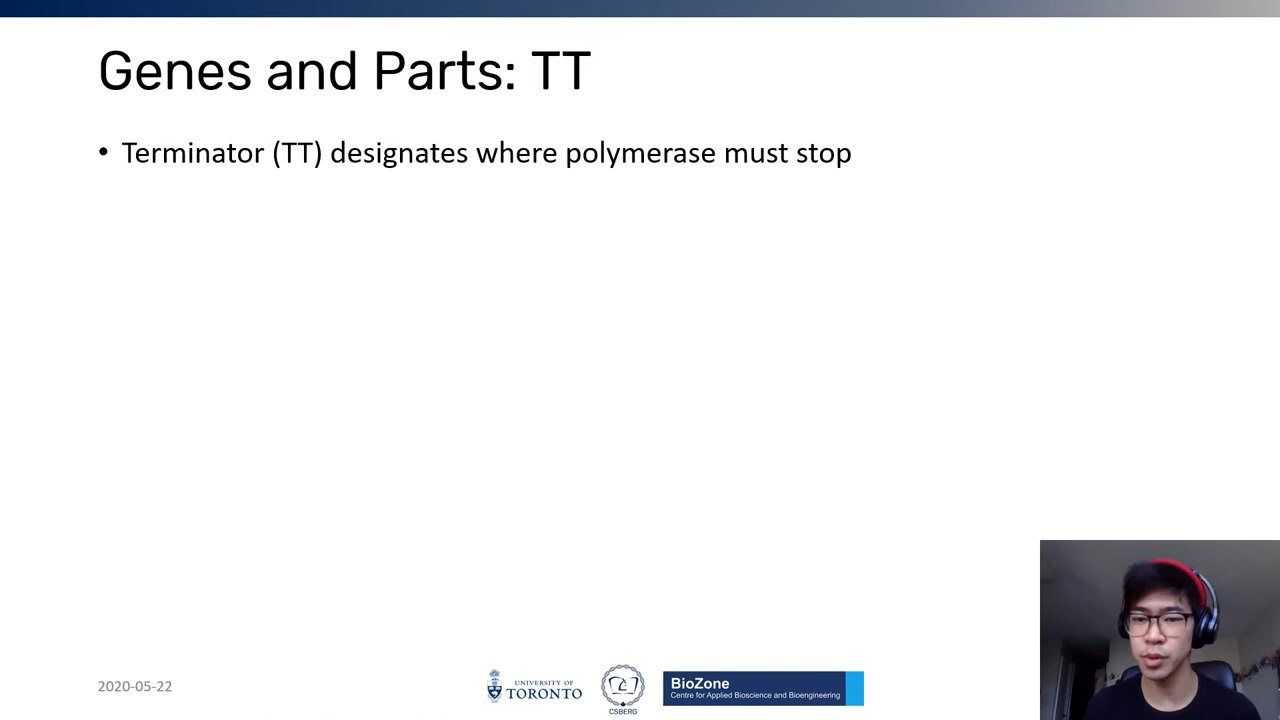 Genes and Parts: TT
• Terminator (TT) designates where polymerase must stop
2020-05-22
UNIVERSITY OF
TORONTO
CSBERG
BioZone
Centre for Applied Bioscience and Bioengineering